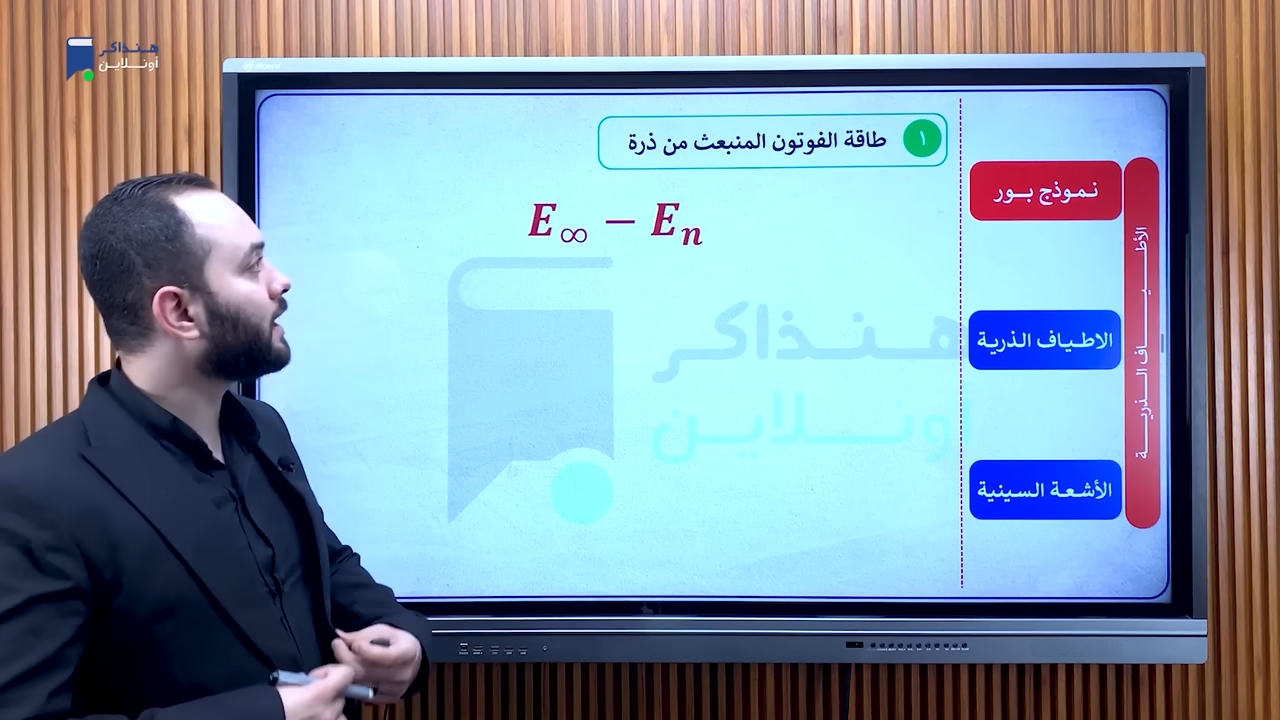 هنذاكر
أونلاين
١ طاقة الفوتون المنبعث من ذرة
E∞ − En
هنذاكر
أونلاين
نموذج بور
الاطياف الذرية
الأشعة السينية
الأطياف الذرية